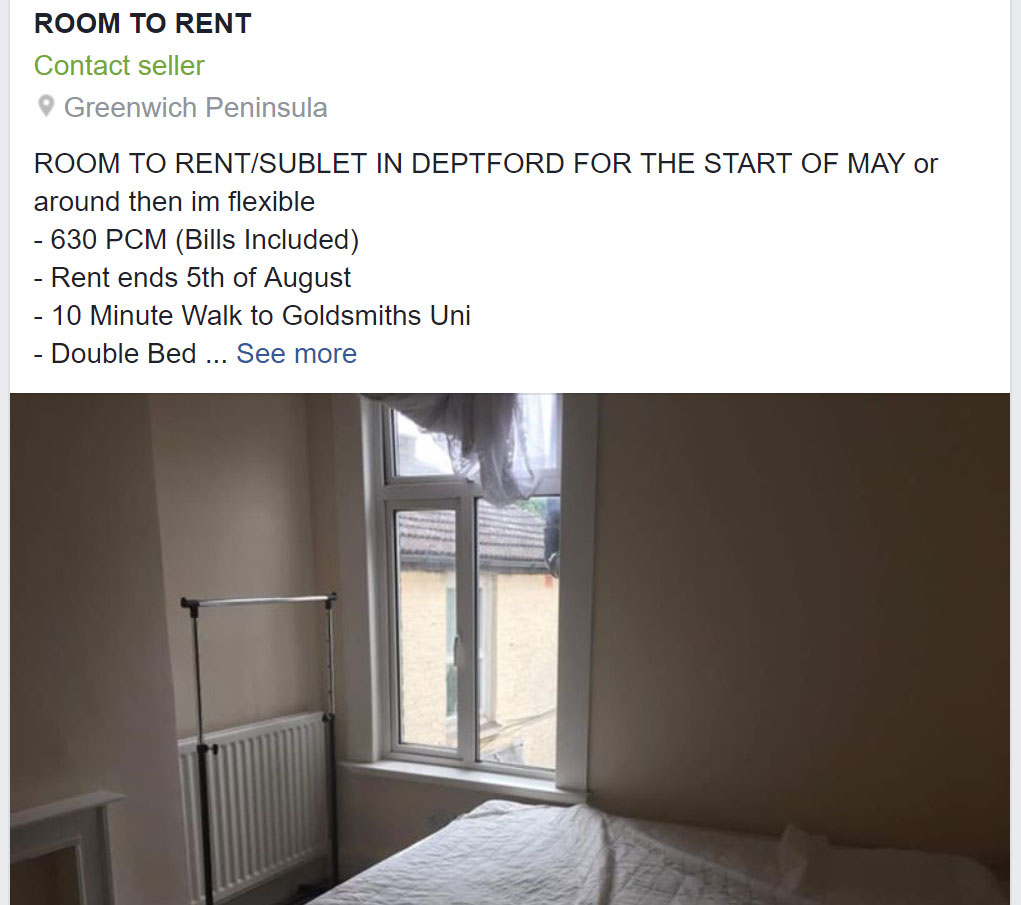 ROOM TO RENT
Contact seller
Greenwich Peninsula
ROOM TO RENT/SUBLET IN DEPTFORD FOR THE START OF MAY or
around then im flexible
- 630 PCM (Bills Included)
- Rent ends 5th of August
- 10 Minute Walk to Goldsmiths Uni
- Double Bed ... See more